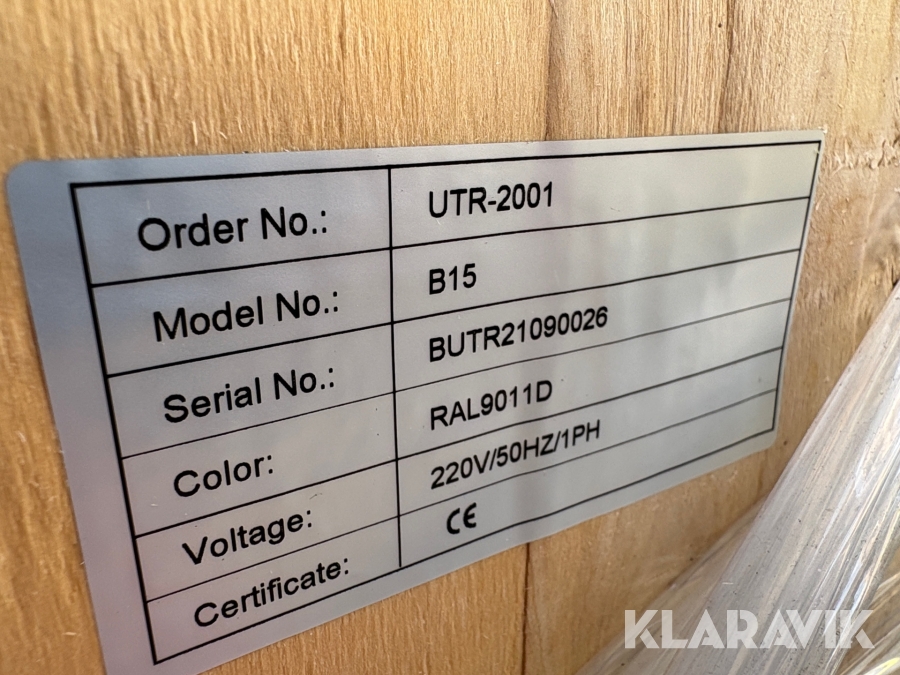 Order No.: UTR-2001
Model No.: B15
Serial No.: BUTR21090026
Color: RAL9011D
Voltage: 220V/50HZ/1PH
Certificate: CE
KLARAVIK